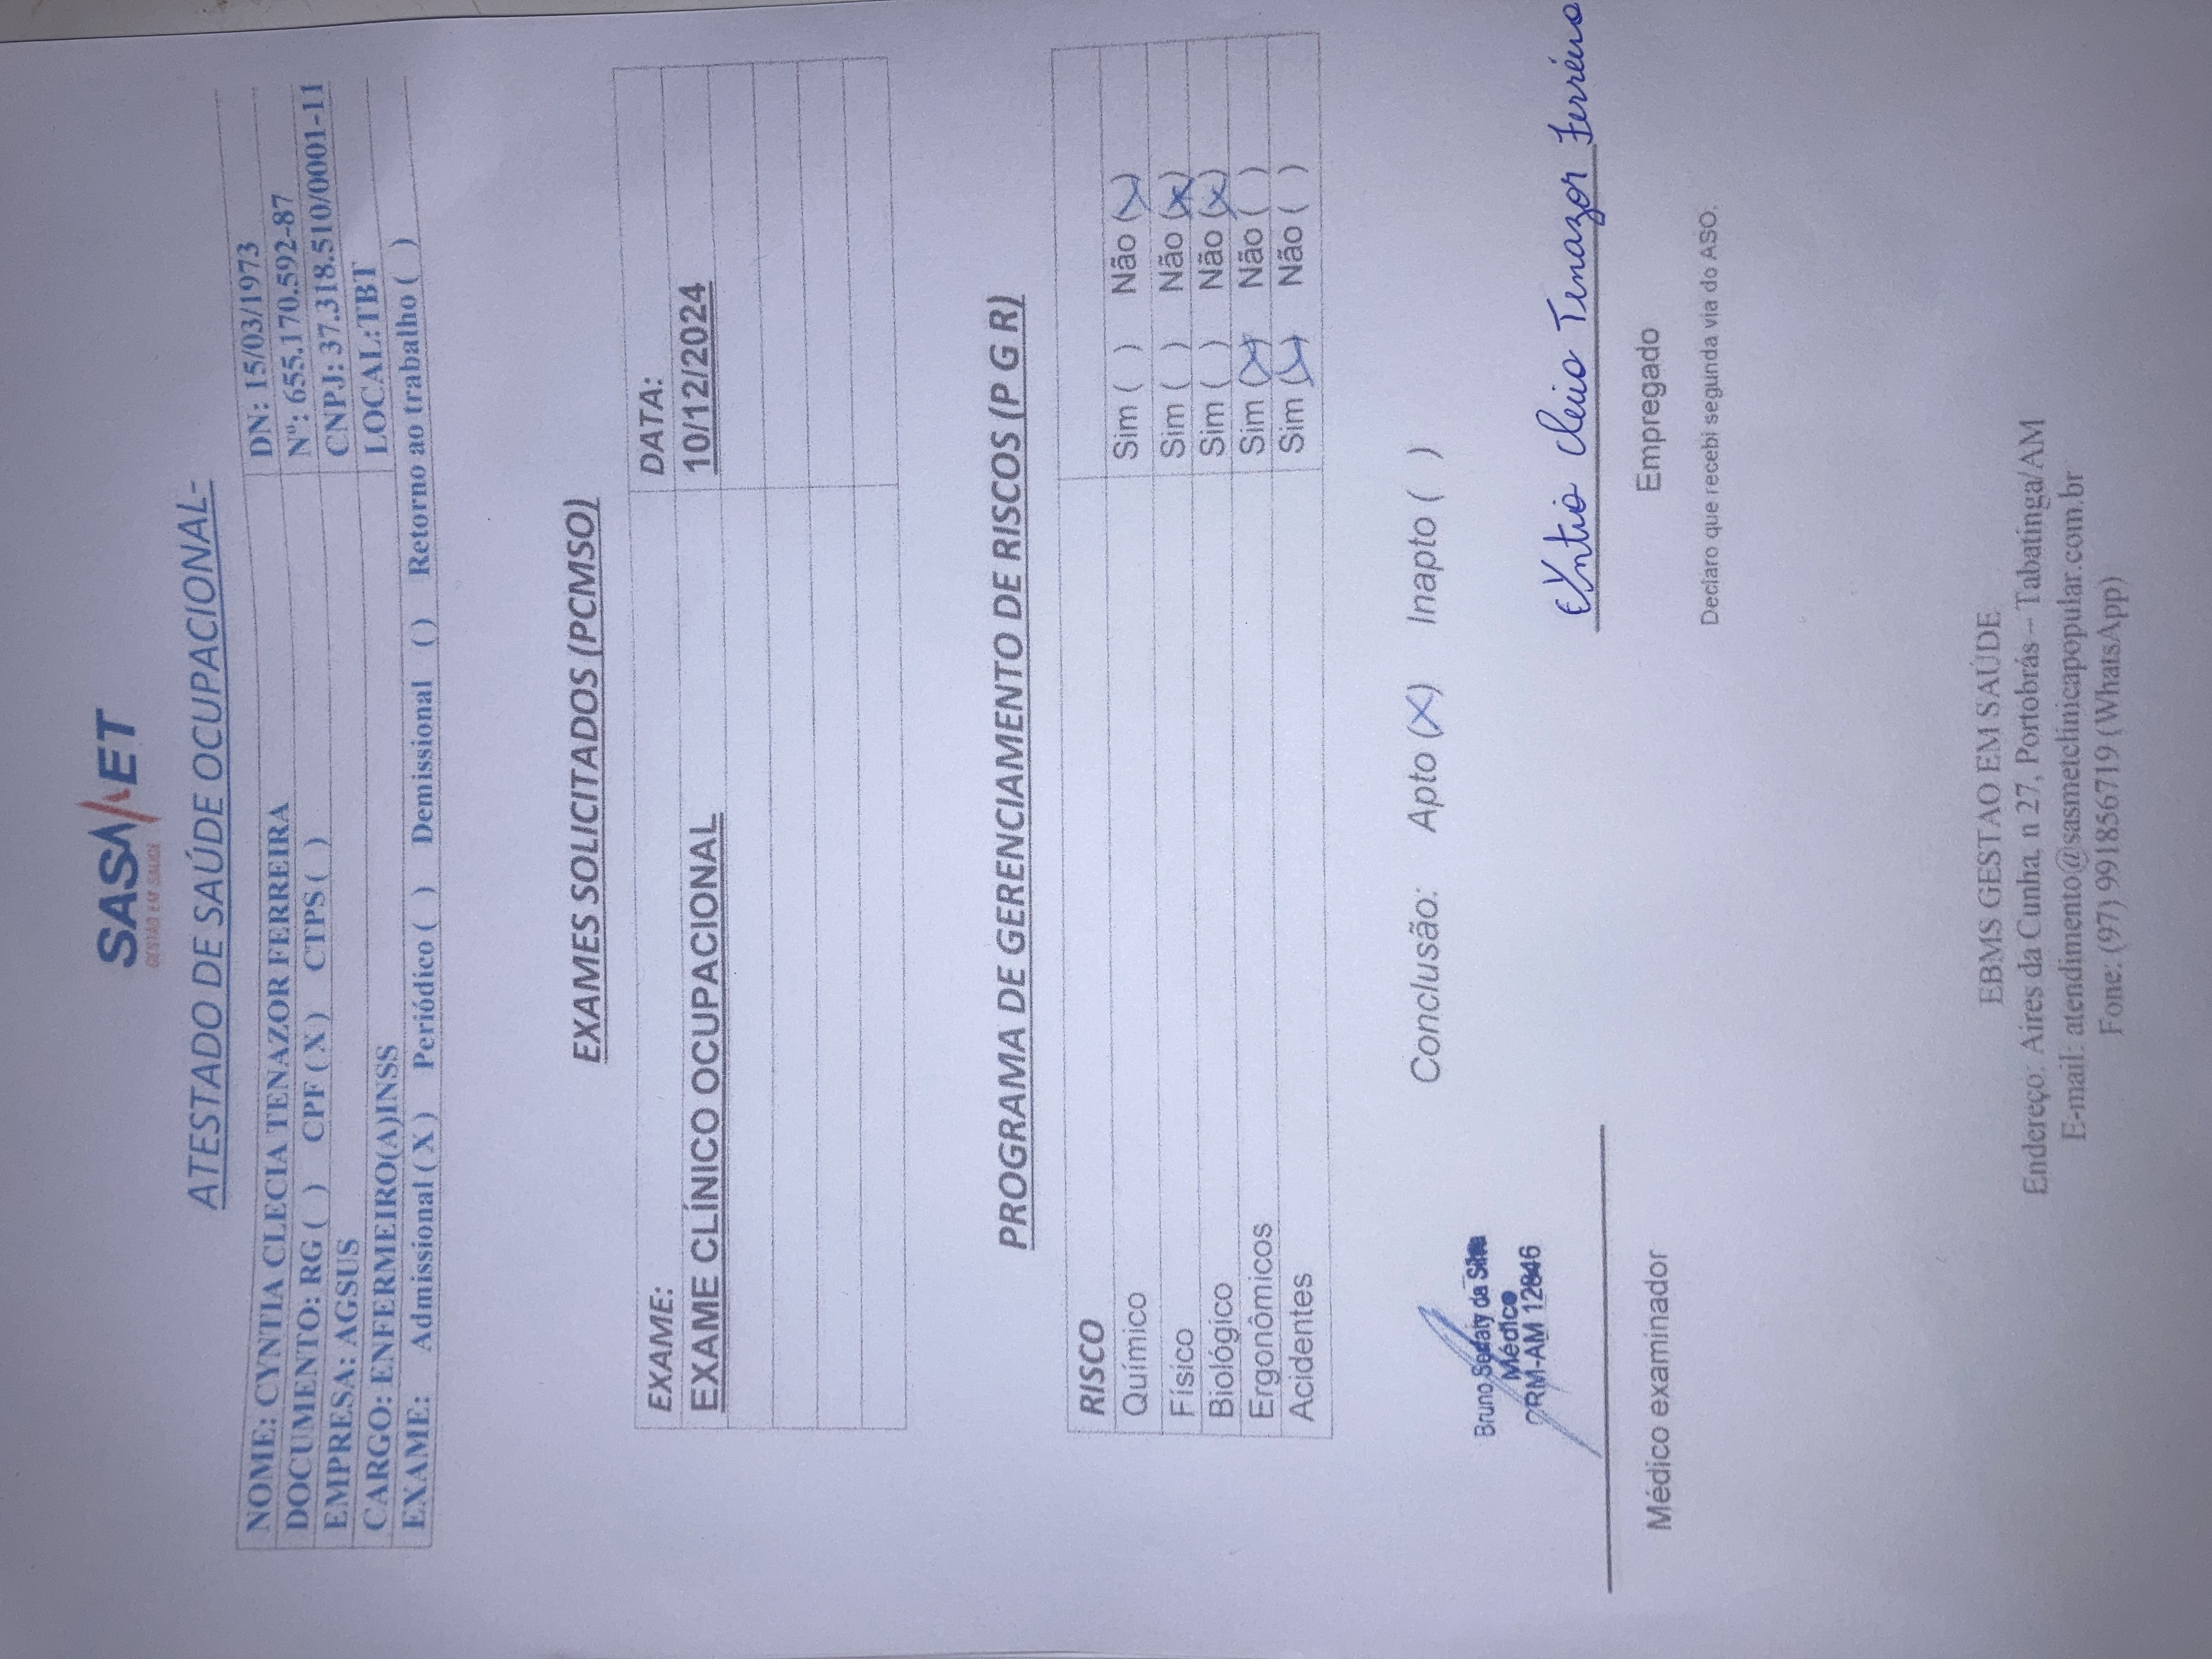 SASMET
GESTÃO EM SAÚDE
ATESTADO DE SAÚDE OCUPACIONAL-
NOME: CYNTIA CLECIA TENAZOR FERREIRA DN: 15/03/1973
DOCUMENTO: RG ( ) CPF ( X ) CTPS ( ) Nº: 655.170.592-87
EMPRESA: AGSUS CNPJ: 37.318.510/0001-11
CARGO: ENFERMEIRO(A)INSS LOCAL:TBT
EXAME: Admissional ( X ) Periódico ( ) Demissional ( ) Retorno ao trabalho ( )
EXAMES SOLICITADOS (PCMSO)
EXAME: DATA:
EXAME CLÍNICO OCUPACIONAL 10/12/2024
PROGRAMA DE GERENCIAMENTO DE RISCOS (P G R)
RISCO
Químico Sim ( ) Não (X)
Físico Sim ( ) Não (X)
Biológico Sim ( ) Não (X)
Ergonômicos Sim (X) Não ( )
Acidentes Sim (X) Não ( )
Conclusão: Apto (X) Inapto ( )
Bruno da Silva
Médico
CRM-AM 12846
Cyntia Clecia Tenazor Ferreira
Médico examinador Empregado
Declaro que recebi segunda via do ASO.
EBMS GESTAO EM SAÚDE
Endereço: Aires da Cunha, n 27, Portobrás – Tabatinga/AM
E-mail: atendimento@sasmetclinicapopular.com.br
Fone: (97) 991856719 (WhatsApp)